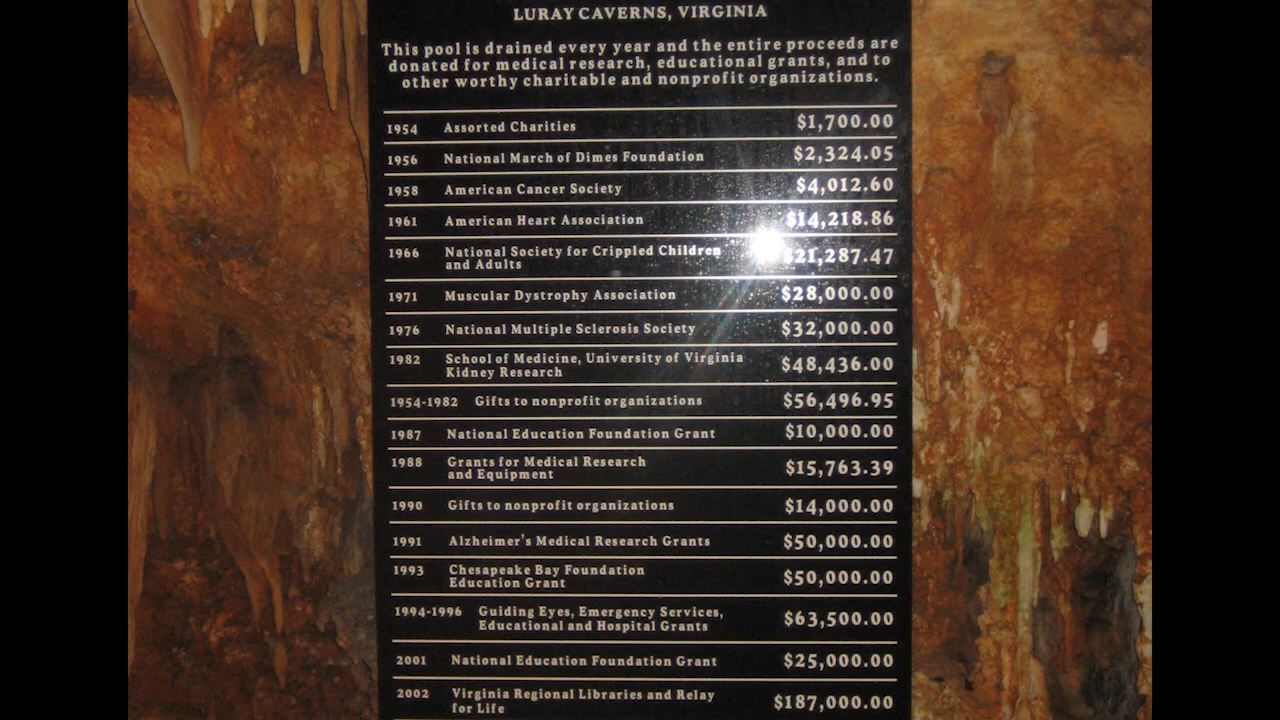 LURAY CAVERNS, VIRGINIA
This pool is drained every year and the entire proceeds are
donated for medical research, educational grants, and to
other worthy charitable and nonprofit organizations.
1954 Assorted Charities $1,700.00
1956 National March of Dimes Foundation $2,324.05
1958 American Cancer Society $4,012.60
1961 American Heart Association $14,218.86
1966 National Society for Crippled Children
and Adults $21,287.47
1971 Muscular Dystrophy Association $28,000.00
1976 National Multiple Sclerosis Society $32,000.00
1982 School of Medicine, University of Virginia
Kidney Research $48,436.00
1954-1982 Gifts to nonprofit organizations $56,496.95
1987 National Education Foundation Grant $10,000.00
1988 Grants for Medical Research
and Equipment $15,763.39
1990 Gifts to nonprofit organizations $14,000.00
1991 Alzheimer's Medical Research Grants $50,000.00
1993 Chesapeake Bay Foundation
Education Grant $50,000.00
1994-1996 Guiding Eyes, Emergency Services,
Educational and Hospital Grants $63,500.00
2001 National Education Foundation Grant $25,000.00
2002 Virginia Regional Libraries and Relay
for Life $187,000.00